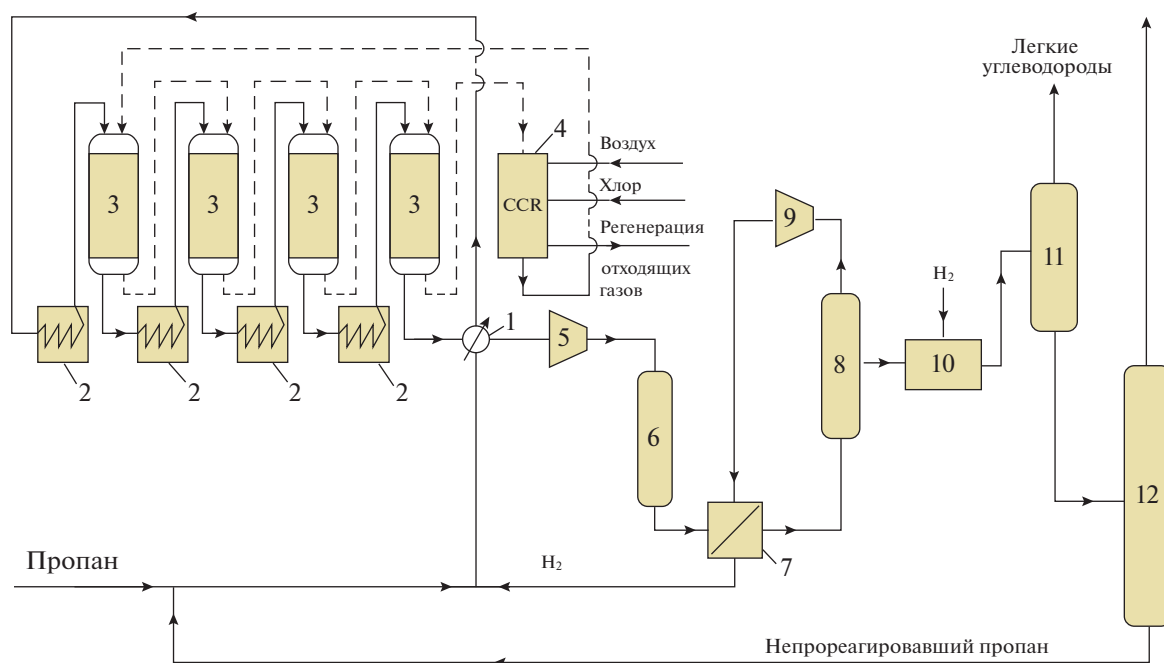 Легкие
углеводороды
4
Воздух
3
3
3
3
CCR
Хлор
9
Регенерация
11
отходящих
газов
H₂
1
5
8
10
2
2
2
2
6
12
7
Пропан
H₂
Непрореагировавший пропан